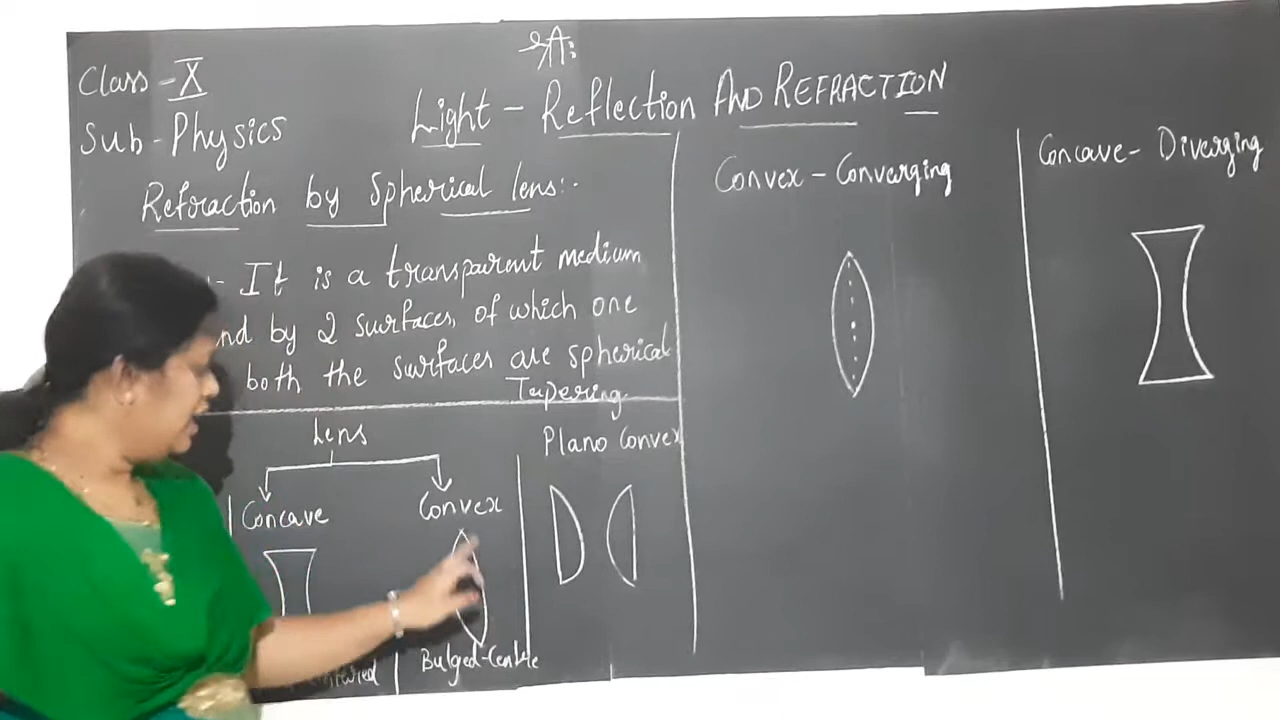 Class - X
Sub - Physics
Light - Reflection AND REFRACTION
Refraction by Spherical lens:-
It is a transparent medium
by 2 surfaces, of which one
both the surfaces are spherical
Tapering
Lens
Concave
Convex
Bulged-Centre
Plano Convex
Convex - Converging
Concave - Diverging